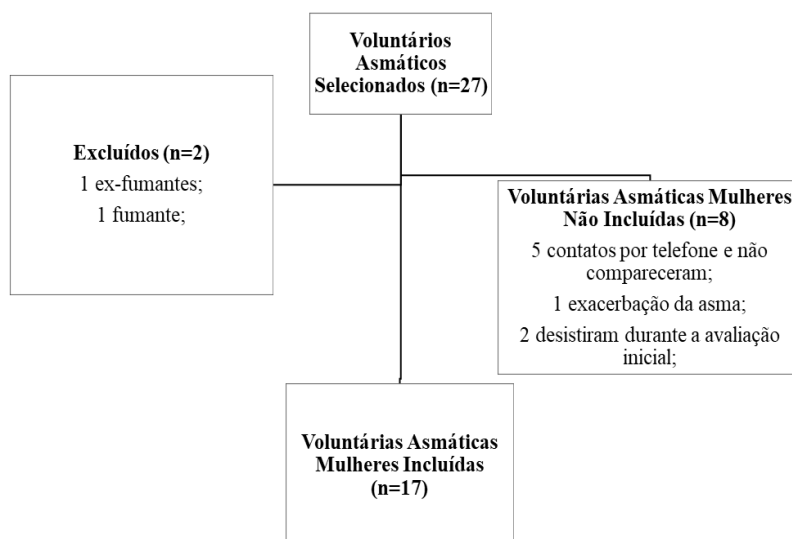 Voluntários
Asmáticos
Selecionados (n=27)
Excluídos (n=2)
1 ex-fumantes;
1 fumante;
Voluntárias Asmáticas Mulheres
Não Incluídas (n=8)
5 contatos por telefone e não
compareceram;
1 exacerbação da asma;
2 desistiram durante a avaliação
inicial;
Voluntárias Asmáticas
Mulheres Incluídas
(n=17)